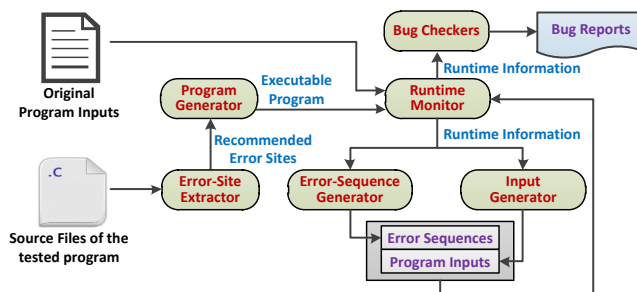 Original
Program Inputs
Bug Checkers
Bug Reports
Runtime Information
Program
Generator
Executable
Program
Runtime
Monitor
Recommended
Error Sites
Runtime Information
.C
Source Files of the
tested program
Error-Site
Extractor
Error-Sequence
Generator
Input
Generator
Error Sequences
Program Inputs